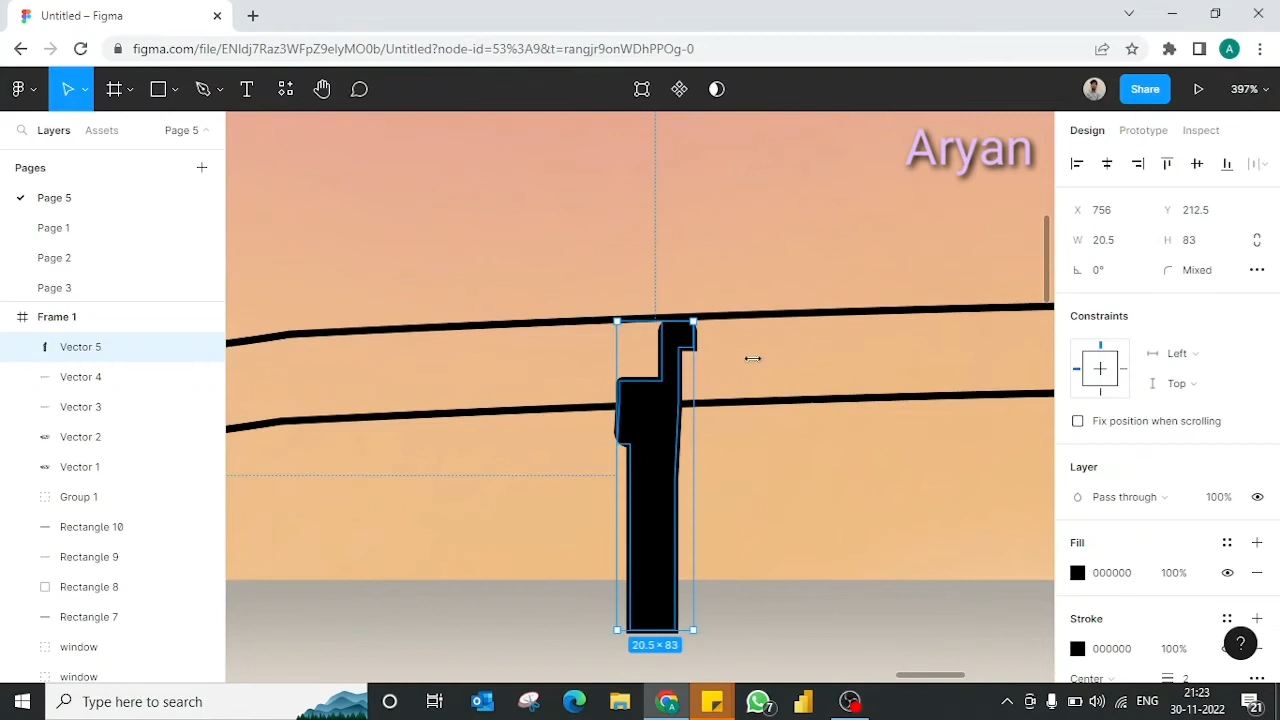 Untitled – Figma
figma.com/file/ENIdj7Raz3WFpZ9elyMO0b/Untitled?node-id=53%3A9&t=rangjr9onWDhPPOg-0
A
Share
397%
Layers
Assets
Page 5
Design
Prototype
Inspect
Aryan
Pages
Page 5
Page 1
Page 2
Page 3
X 756
Y 212.5
W 20.5
H 83
0°
Mixed
Frame 1
Vector 5
Vector 4
Vector 3
Vector 2
Vector 1
Group 1
Rectangle 10
Rectangle 9
Rectangle 8
Rectangle 7
window
window
Constraints
Left
Top
Fix position when scrolling
Layer
Pass through
100%
Fill
000000
100%
Stroke
000000
100%
?
Center
2
20.5 × 83
Type here to search
7
ENG
21:23
30-11-2022
21